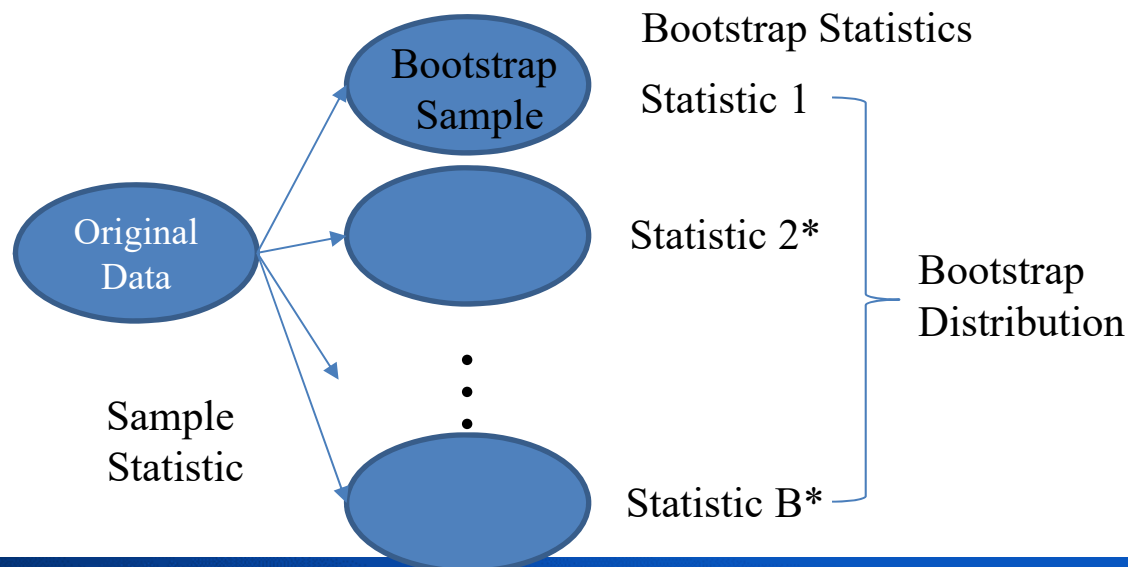 Bootstrap Statistics
Bootstrap
Sample
Statistic 1
Original
Data
Statistic 2*
Bootstrap
Distribution
Sample
Statistic
Statistic B*